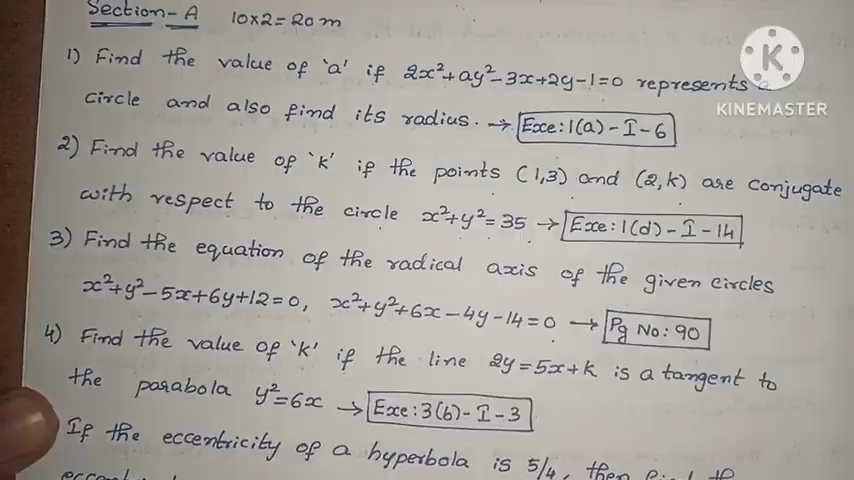 Section-A 10x2=20m
1) Find the value of 'a' if 2x²+ay²-3x+2y-1=0 represents a
circle and also find its radius. → Exe:1(a)-I-6
2) Find the value of 'k' if the points (1,3) and (2,k) are conjugate
with respect to the circle x²+y²=35 → Exe:1(d)-I-14
3) Find the equation of the radical axis of the given circles
x²+y²-5x+6y+12=0, x²+y²+6x-4y-14=0 → Pg No:90
4) Find the value of 'k' if the line 2y=5x+k is a tangent to
the parabola y²=6x → Exe:3(b)-I-3
If the eccentricity of a hyperbola is 5/4, then find the
K
KINEMASTER